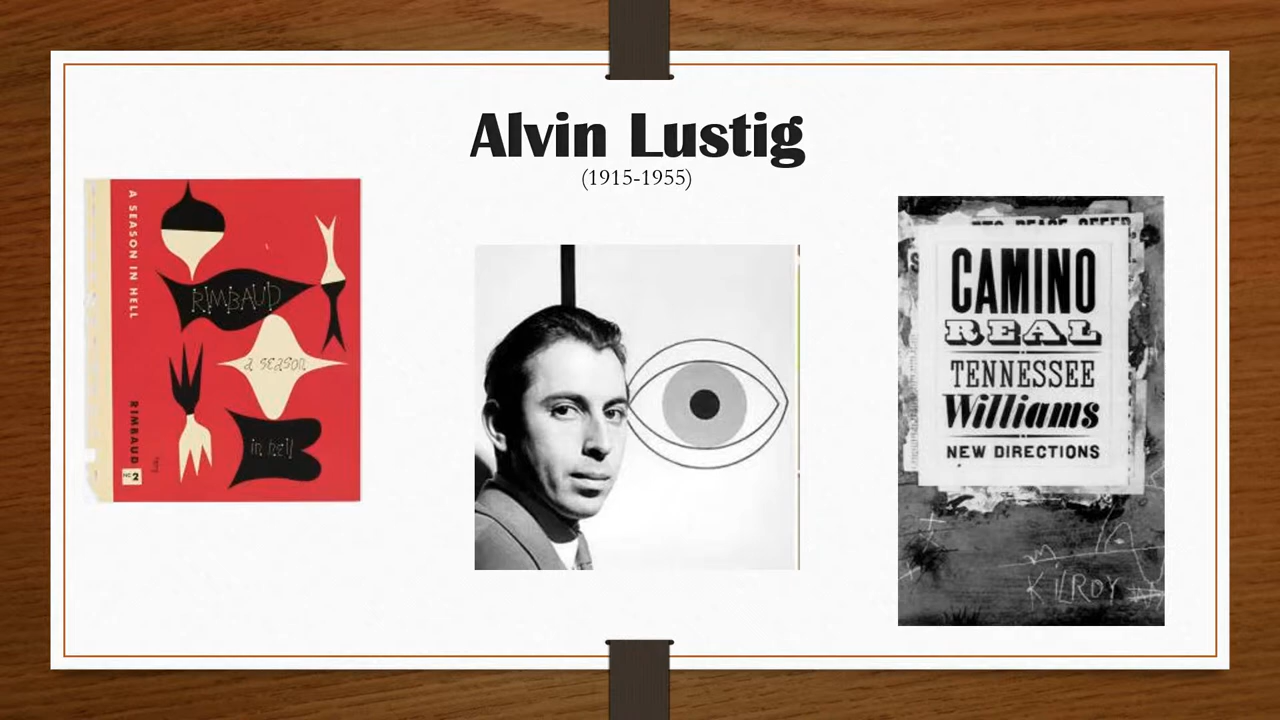 Alvin Lustig
(1915-1955)
A SEASON IN HELL
RIMBAUD
a season
in hell
RIMBAUD
NC 2
CAMINO
REAL
TENNESSEE
Williams
NEW DIRECTIONS
KILROY